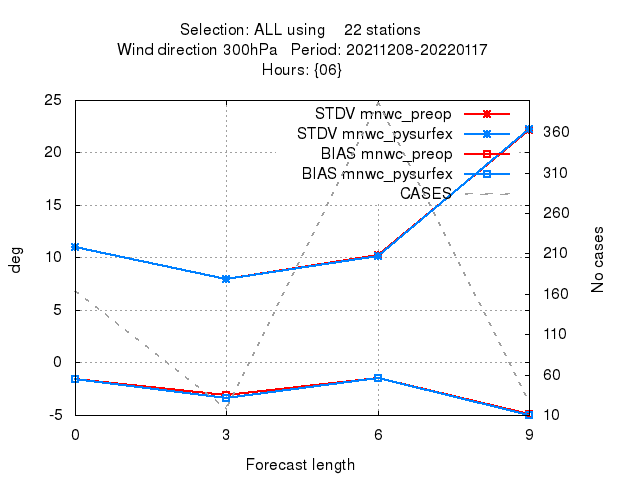 Selection: ALL using    22 stations
Wind direction 300hPa   Period: 20211208-20220117
Hours: {06}
STDV mnwc_preop
STDV mnwc_pysurfex
BIAS mnwc_preop
BIAS mnwc_pysurfex
CASES
25
20
15
10
5
0
-5
deg
360
310
260
210
160
110
60
10
No cases
0 3 6 9
Forecast length